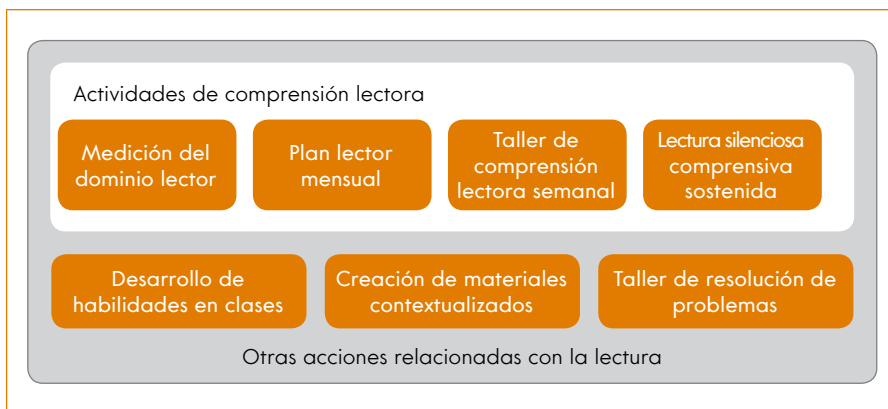 Actividades de comprensión lectora
Medición del
dominio lector
Plan lector
mensual
Taller de
comprensión
lectora semanal
Lectura silenciosa
comprensiva
sostenida
Desarrollo de
habilidades en clases
Creación de materiales
contextualizados
Taller de resolución de
problemas
Otras acciones relacionadas con la lectura